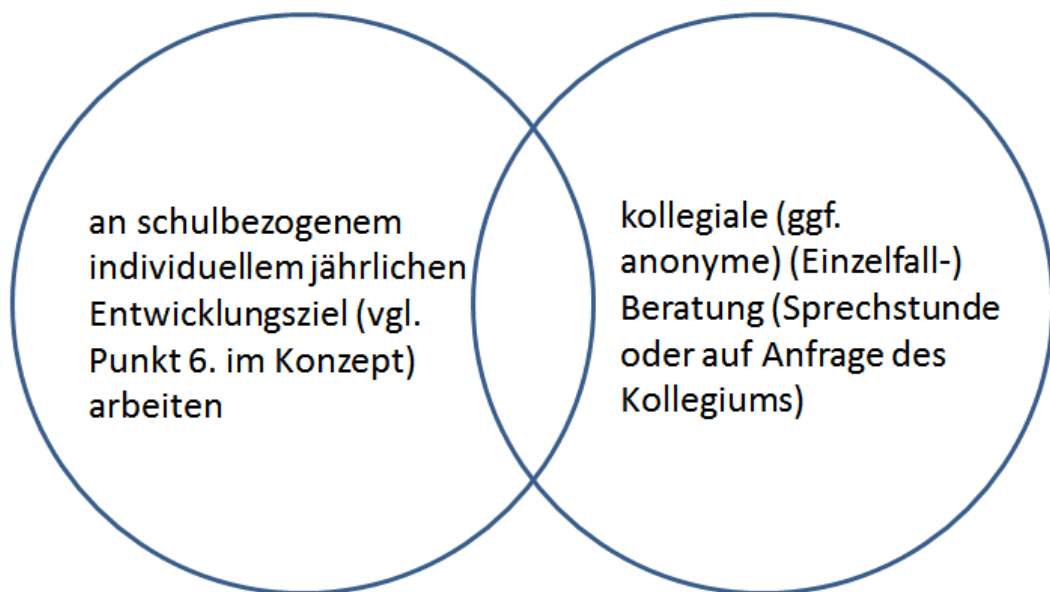 an schulbezogenem
individuellem jährlichen
Entwicklungsziel (vgl.
Punkt 6. im Konzept)
arbeiten
kollegiale (ggf.
anonyme) (Einzelfall-)
Beratung (Sprechstunde
oder auf Anfrage des
Kollegiums)